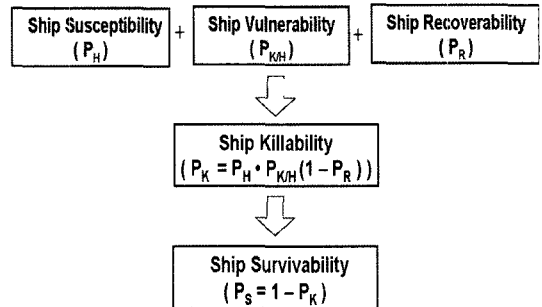 Ship Susceptibility + Ship Vulnerability + Ship Recoverability
( P_H ) ( P_K/H ) ( P_R )
Ship Killability
( P_K = P_H • P_K/H (1 – P_R ) )
Ship Survivability
( P_S = 1 – P_K )